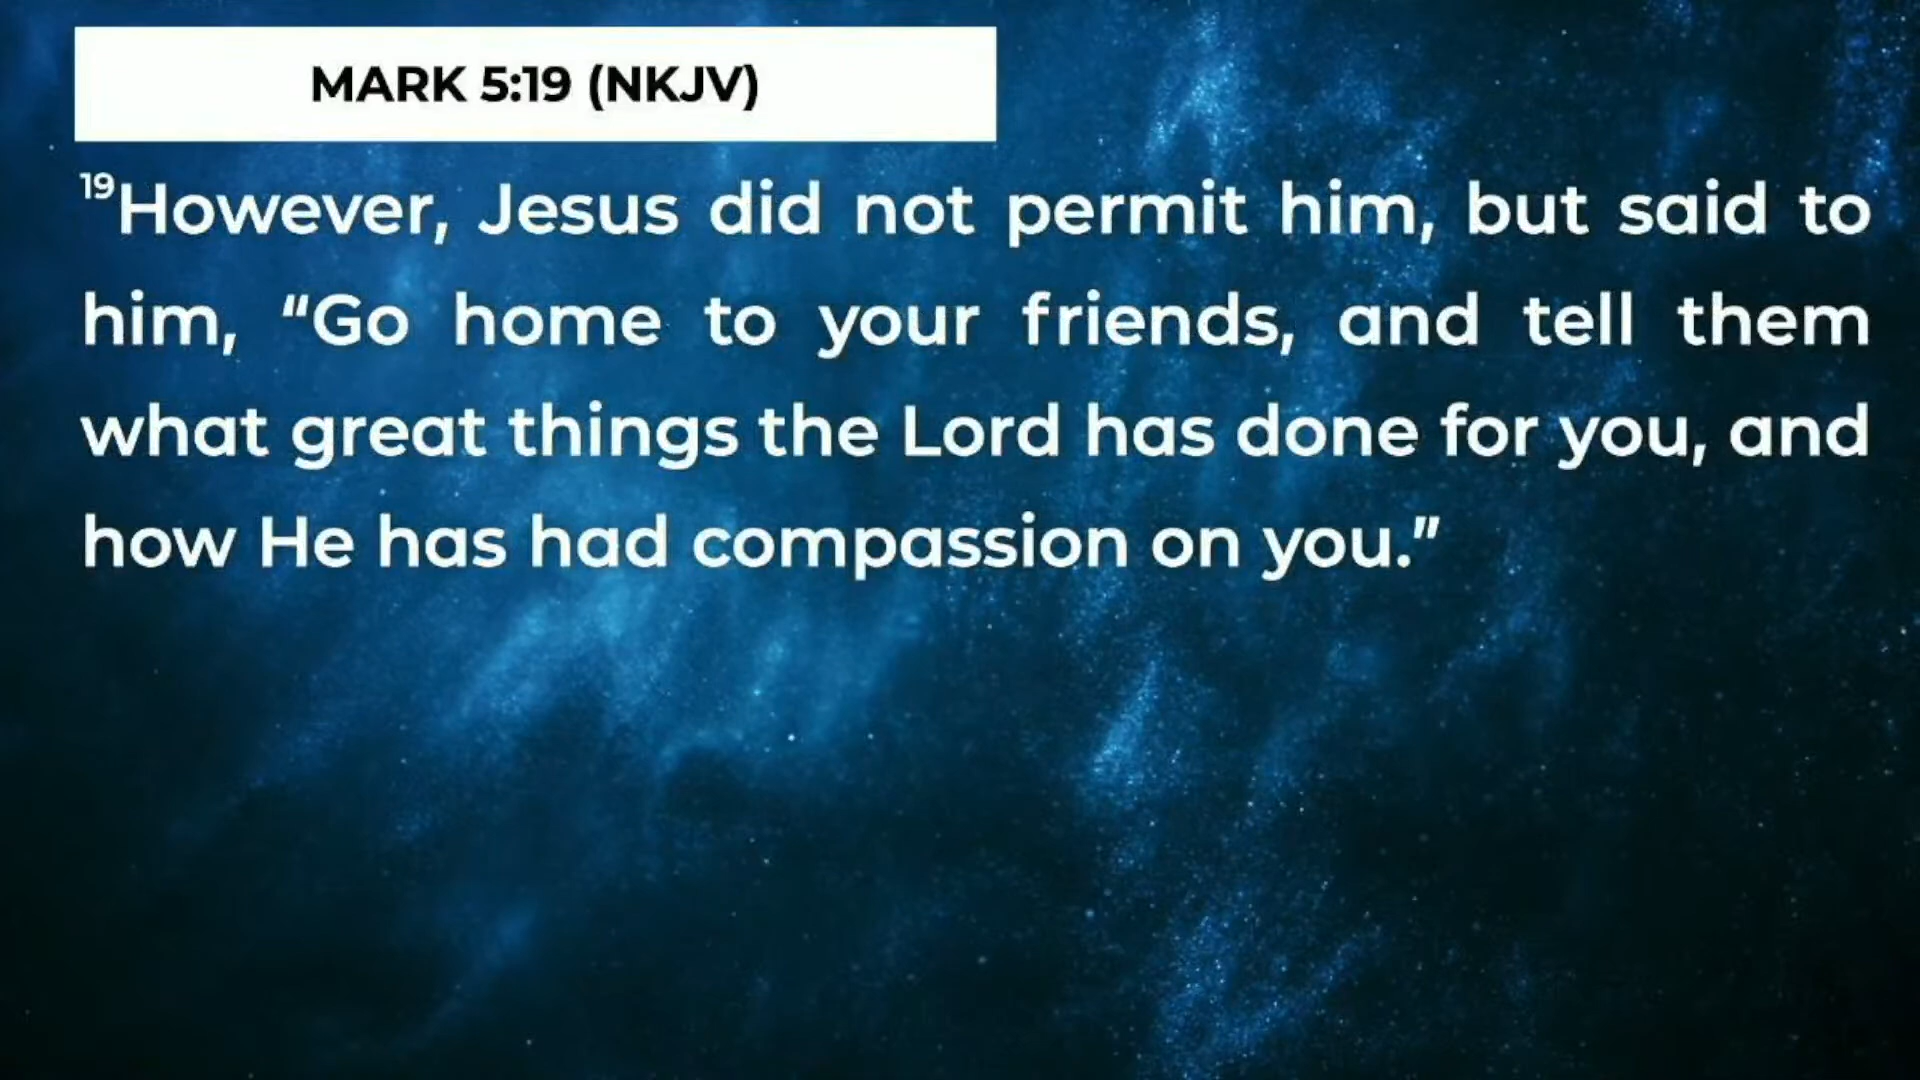 MARK 5:19 (NKJV)
19However, Jesus did not permit him, but said to
him, “Go home to your friends, and tell them
what great things the Lord has done for you, and
how He has had compassion on you.”